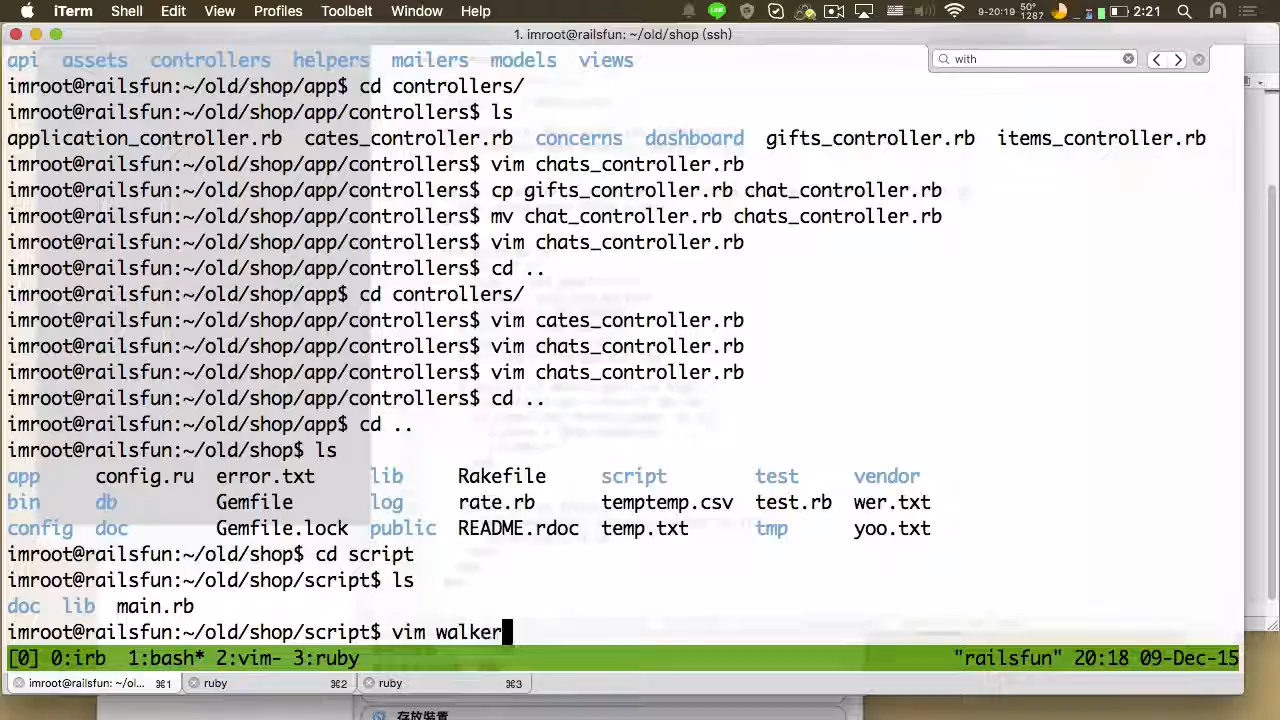 iTerm Shell Edit View Profiles Toolbelt Window Help 9-20:19 50° 1287 2:21
1. imroot@railsfun: ~/old/shop (ssh)
api assets controllers helpers mailers models views
with
imroot@railsfun:~/old/shop/app$ cd controllers/
imroot@railsfun:~/old/shop/app/controllers$ ls
application_controller.rb cates_controller.rb concerns dashboard gifts_controller.rb items_controller.rb
imroot@railsfun:~/old/shop/app/controllers$ vim chats_controller.rb
imroot@railsfun:~/old/shop/app/controllers$ cp gifts_controller.rb chat_controller.rb
imroot@railsfun:~/old/shop/app/controllers$ mv chat_controller.rb chats_controller.rb
imroot@railsfun:~/old/shop/app/controllers$ vim chats_controller.rb
imroot@railsfun:~/old/shop/app/controllers$ cd ..
imroot@railsfun:~/old/shop/app$ cd controllers/
imroot@railsfun:~/old/shop/app/controllers$ vim cates_controller.rb
imroot@railsfun:~/old/shop/app/controllers$ vim chats_controller.rb
imroot@railsfun:~/old/shop/app/controllers$ vim chats_controller.rb
imroot@railsfun:~/old/shop/app/controllers$ cd ..
imroot@railsfun:~/old/shop/app$ cd ..
imroot@railsfun:~/old/shop$ ls
app config.ru error.txt lib Rakefile script test vendor
bin db Gemfile log rate.rb temptemp.csv test.rb wer.txt
config doc Gemfile.lock public README.rdoc temp.txt tmp yoo.txt
imroot@railsfun:~/old/shop$ cd script
imroot@railsfun:~/old/shop/script$ ls
doc lib main.rb
imroot@railsfun:~/old/shop/script$ vim walker
[0] 0:irb 1:bash* 2:vim- 3:ruby "railsfun" 20:18 09-Dec-15
imroot@railsfun: ~/ol... ⌘1 ruby ⌘2 ruby ⌘3
存放裝置